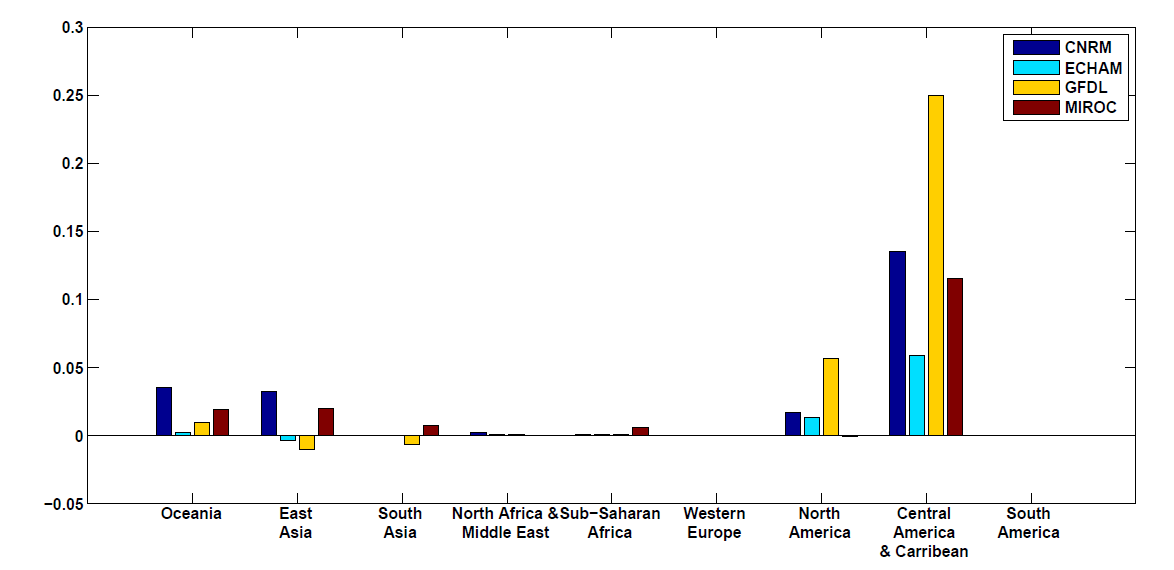 0.3
0.25
0.2
0.15
0.1
0.05
0
−0.05
CNRM
ECHAM
GFDL
MIROC
Oceania
East
Asia
South
Asia
North Africa &
Middle East
Sub−Saharan
Africa
Western
Europe
North
America
Central
America
& Carribean
South
America